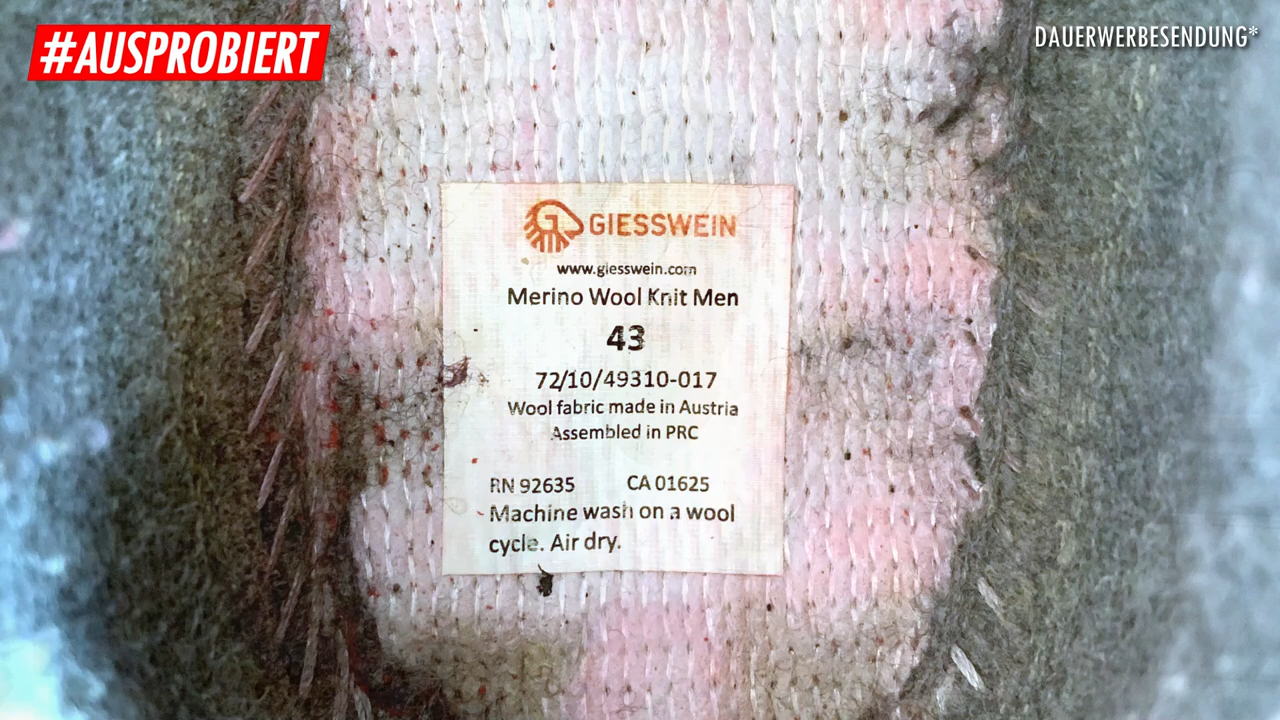 #AUSPROBIERT
DAUERWERBESENDUNG*
GIESSWEIN
www.giesswein.com
Merino Wool Knit Men
43
72/10/49310-017
Wool fabric made in Austria
Assembled in PRC
RN 92635 CA 01625
Machine wash on a wool
cycle. Air dry.